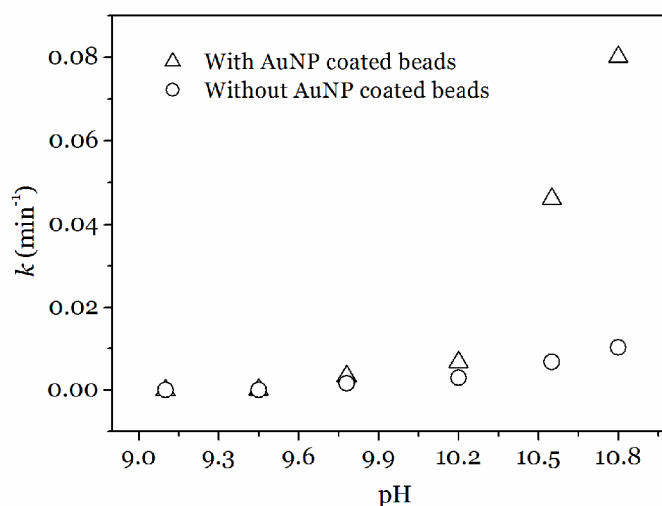 With AuNP coated beads
Without AuNP coated beads
0.08
0.06
0.04
0.02
0.00
k (min⁻¹)
9.0 9.3 9.6 9.9 10.2 10.5 10.8
pH